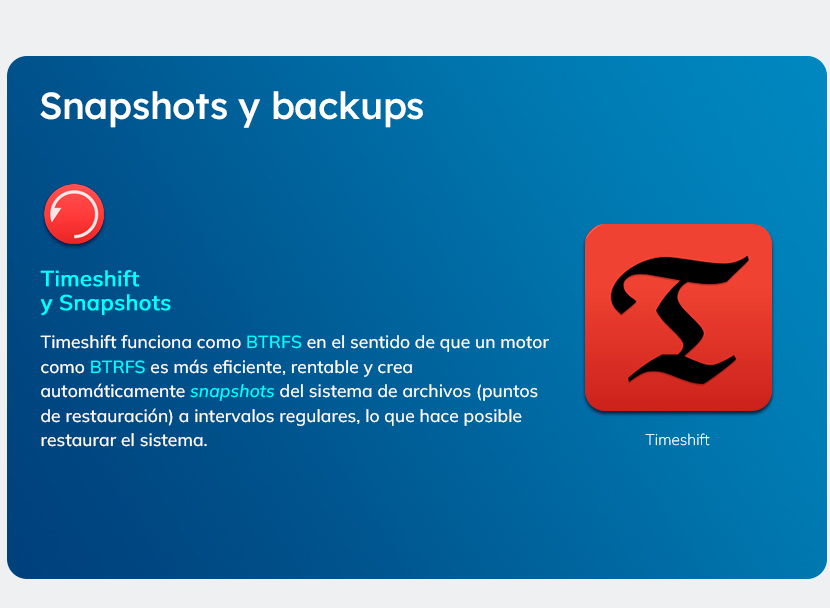 Snapshots y backups
Timeshift
y Snapshots
Timeshift funciona como BTRFS en el sentido de que un motor
como BTRFS es más eficiente, rentable y crea
automáticamente snapshots del sistema de archivos (puntos
de restauración) a intervalos regulares, lo que hace posible
restaurar el sistema.
T
Timeshift